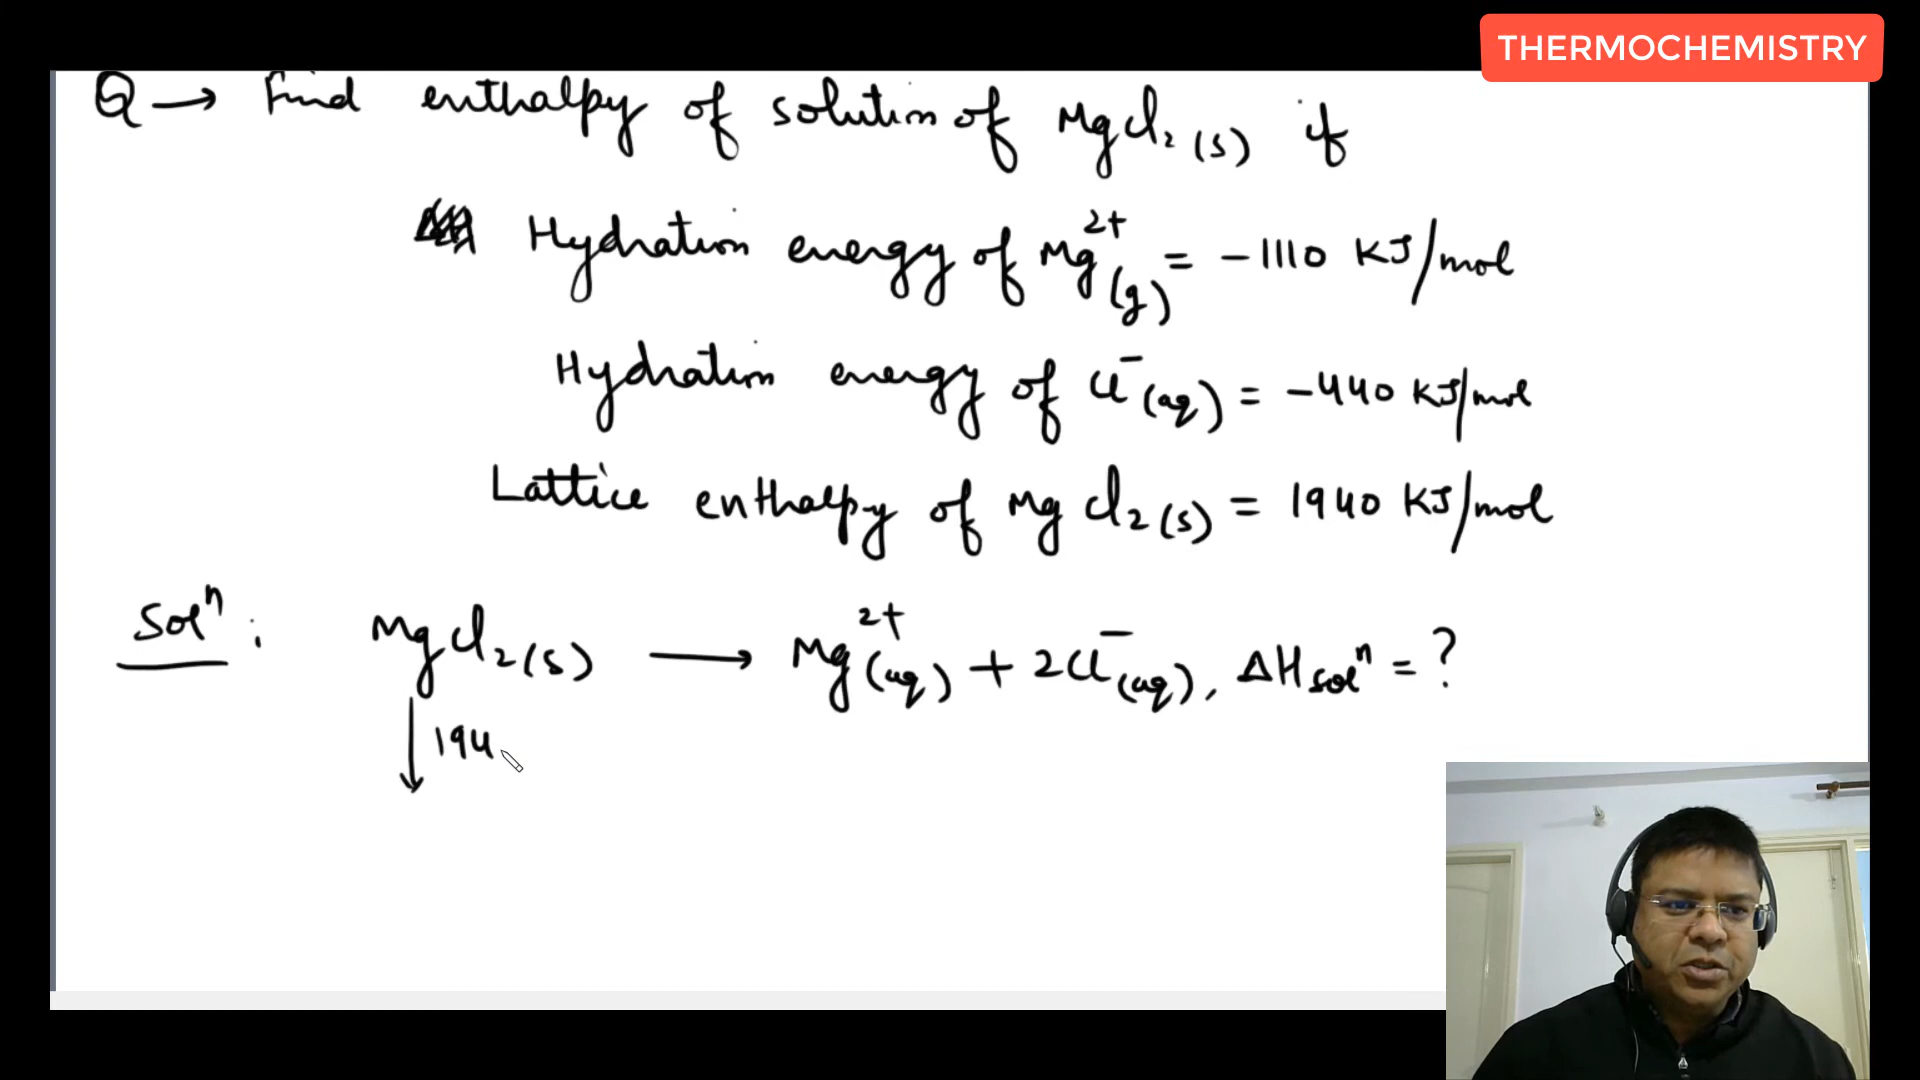 THERMOCHEMISTRY
Q → Find enthalpy of solution of MgCl₂(s) if
Hydration energy of Mg²⁺(g) = -1110 KJ/mol
Hydration energy of Cl⁻(aq) = -440 KJ/mol
Lattice enthalpy of MgCl₂(s) = 1940 KJ/mol
Solⁿ: MgCl₂(s) → Mg²⁺(aq) + 2Cl⁻(aq), ΔHsolⁿ = ?
↓ 194